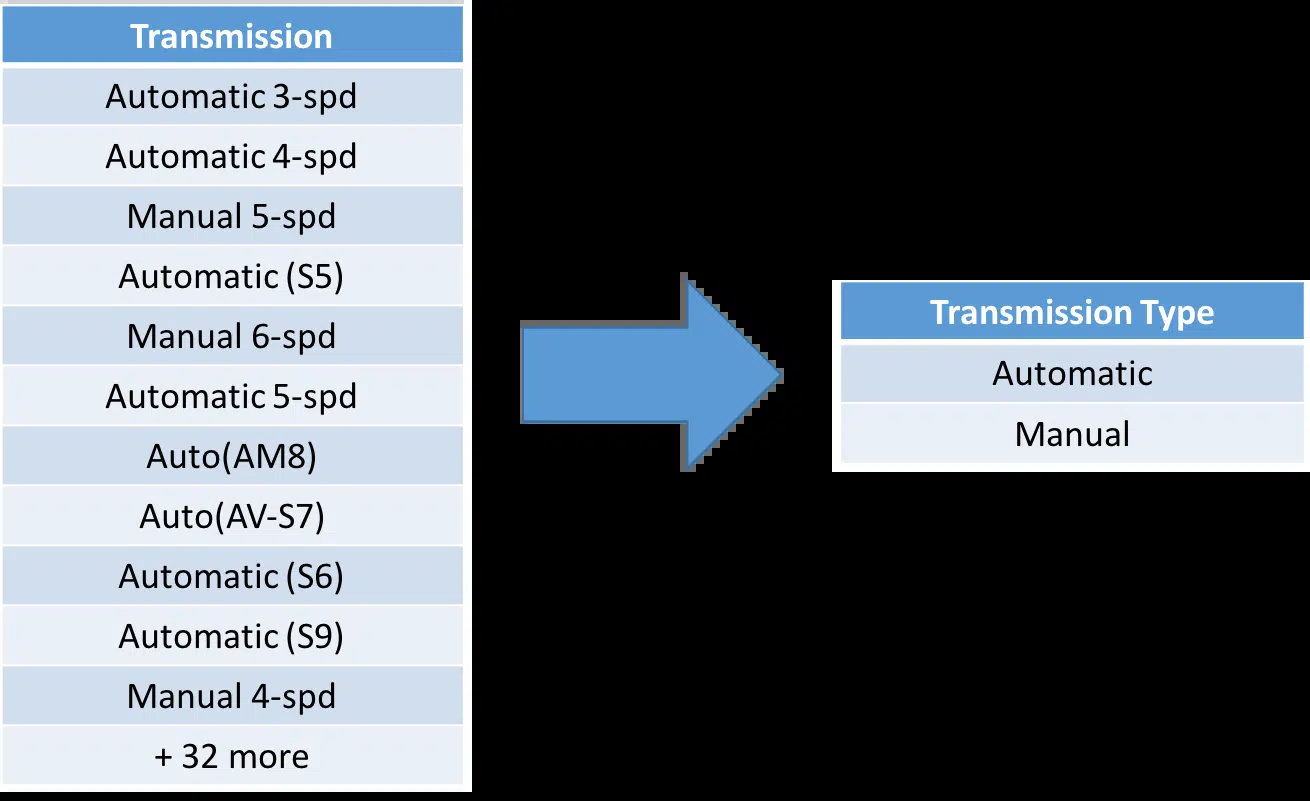 Transmission
Automatic 3-spd
Automatic 4-spd
Manual 5-spd
Automatic (S5)
Manual 6-spd
Automatic 5-spd
Auto(AM8)
Auto(AV-S7)
Automatic (S6)
Automatic (S9)
Manual 4-spd
+ 32 more
Transmission Type
Automatic
Manual